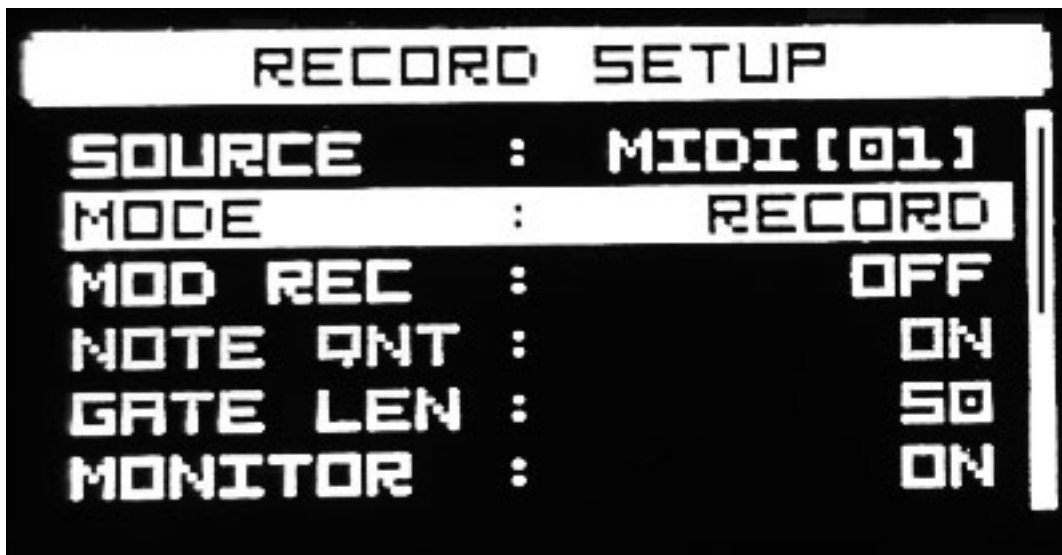 RECORD SETUP
SOURCE : MIDI[01]
MODE : RECORD
MOD REC : OFF
NOTE QNT : ON
GATE LEN : 50
MONITOR : ON